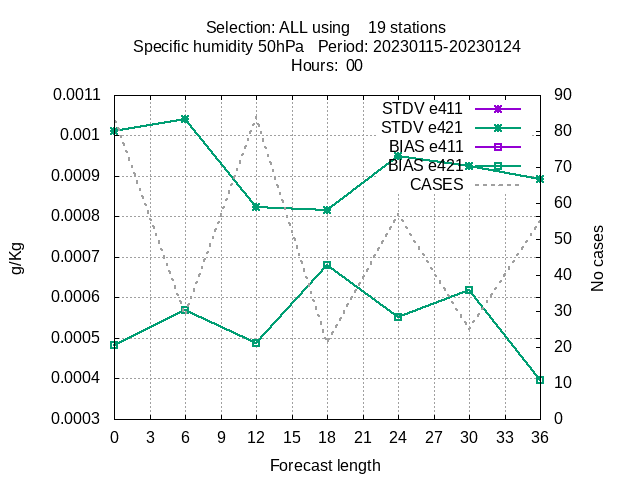 Selection: ALL using    19 stations
Specific humidity 50hPa   Period: 20230115-20230124
Hours:  00
0.0011
0.001
0.0009
0.0008
0.0007
0.0006
0.0005
0.0004
0.0003
g/Kg
STDV e411
STDV e421
BIAS e411
BIAS e421
CASES
90
80
70
60
50
40
30
20
10
0
No cases
0 3 6 9 12 15 18 21 24 27 30 33 36
Forecast length